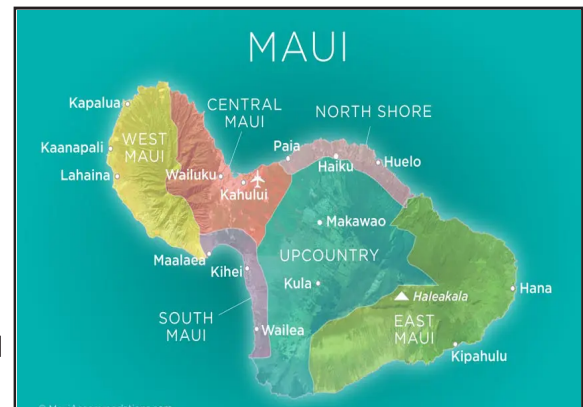 MAUI
Kapalua
CENTRAL
MAUI
NORTH SHORE
WEST
MAUI
Kaanapali
Paia
Haiku
Huelo
Lahaina
Wailuku
Kahului
Makawao
Maalaea
Kihei
UPCOUNTRY
Kula
Haleakala
Hana
SOUTH
MAUI
Wailea
EAST
MAUI
Kipahulu